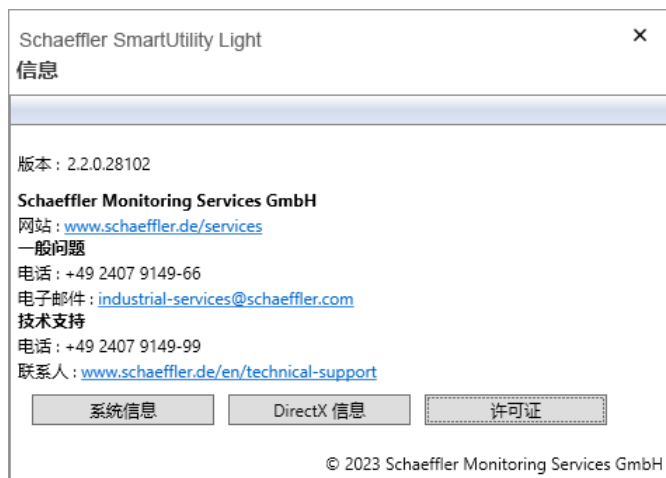 Schaeffler SmartUtility Light
信息
版本 : 2.2.0.28102
Schaeffler Monitoring Services GmbH
网站 : www.schaeffler.de/services
一般问题
电话 : +49 2407 9149-66
电子邮件 : industrial-services@schaeffler.com
技术支持
电话 : +49 2407 9149-99
联系人 : www.schaeffler.de/en/technical-support
系统信息 DirectX 信息 许可证
© 2023 Schaeffler Monitoring Services GmbH